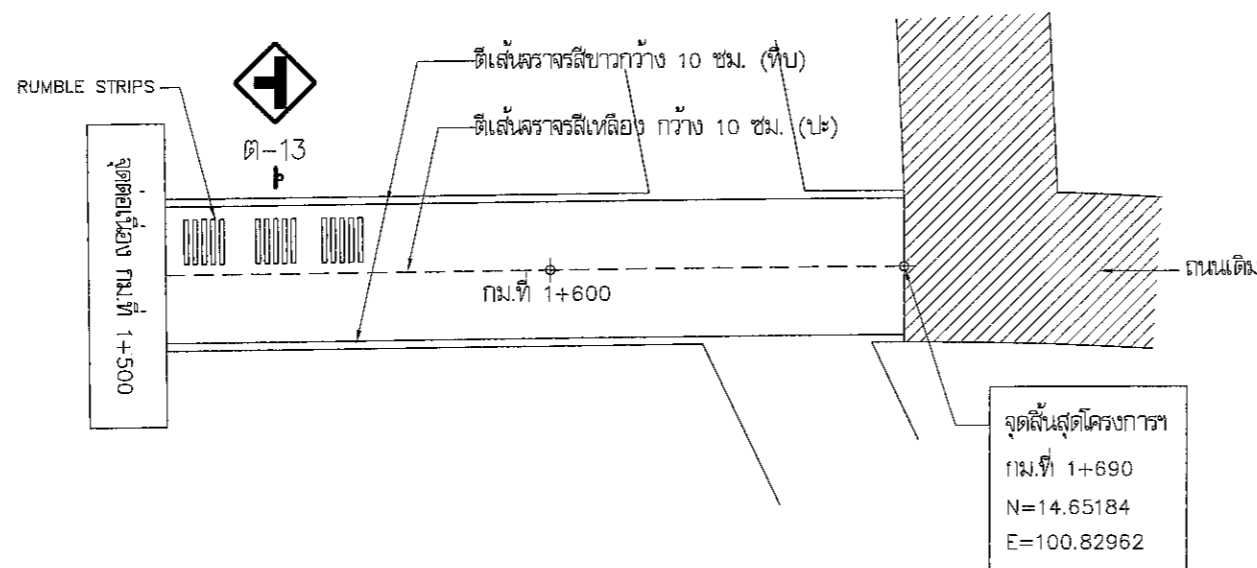 ตีเส้นจราจรสีขาวกว้าง 10 ซม. (ทึบ)
RUMBLE STRIPS
ตีเส้นจราจรสีเหลือง กว้าง 10 ซม. (ปะ)
ต-13
จุดต่อเนื่อง กม.ที่ 1+500
กม.ที่ 1+600
ถนนเดิม
จุดสิ้นสุดโครงการฯ
กม.ที่ 1+690
N=14.65184
E=100.82962